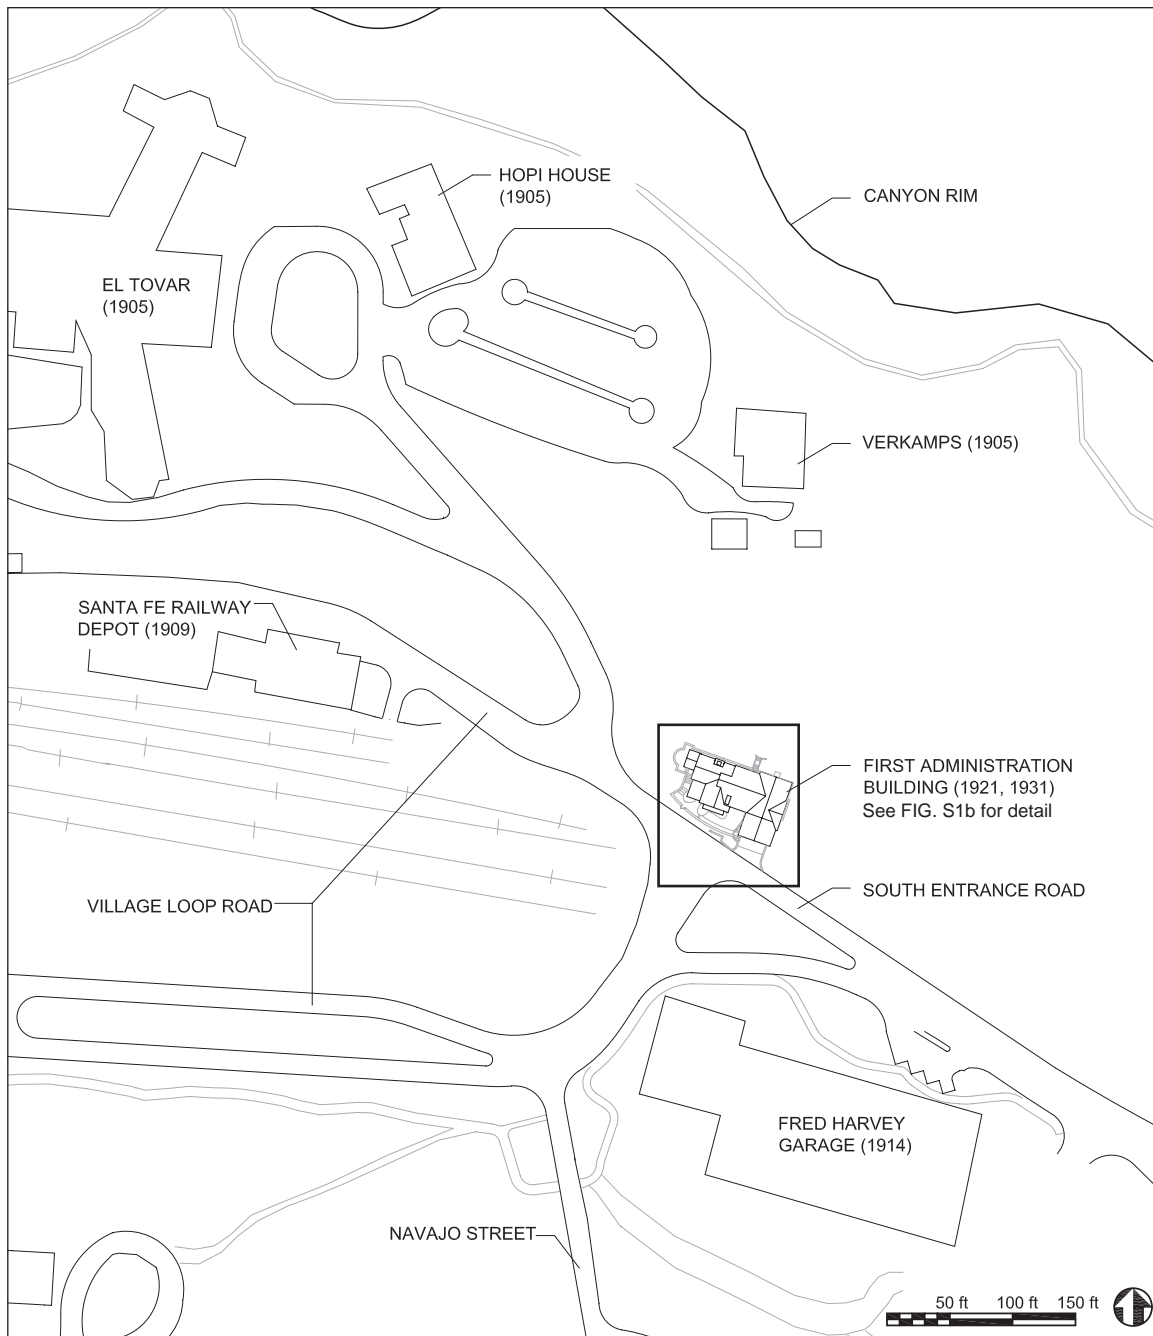 HOPI HOUSE
(1905)
CANYON RIM
EL TOVAR
(1905)
VERKAMPS (1905)
SANTA FE RAILWAY
DEPOT (1909)
FIRST ADMINISTRATION
BUILDING (1921, 1931)
See FIG. S1b for detail
SOUTH ENTRANCE ROAD
VILLAGE LOOP ROAD
FRED HARVEY
GARAGE (1914)
NAVAJO STREET
50 ft 100 ft 150 ft